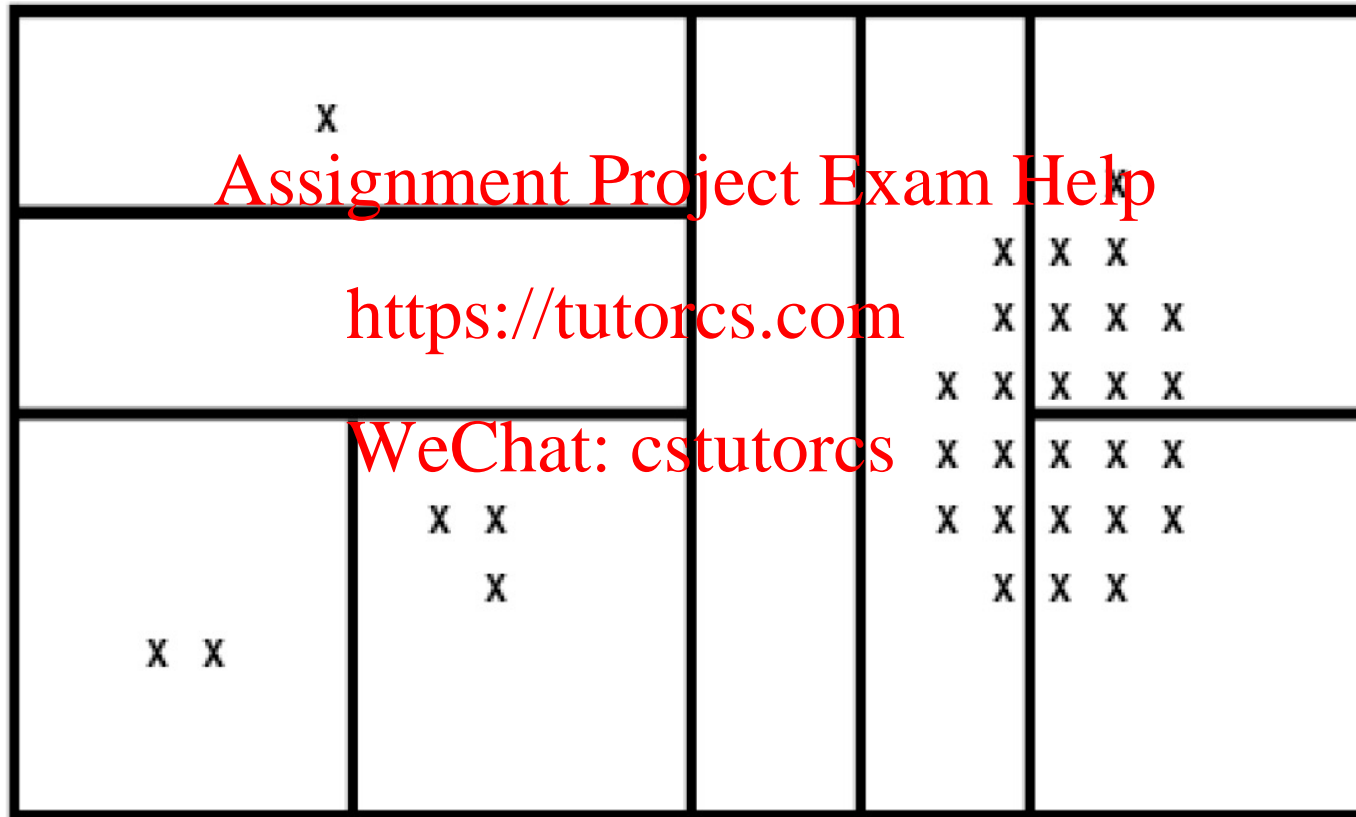 X
Assignment Project Exam Help
X
X X X
https://tutorcs.com
X X X X
X X X X X
WeChat: cstutorcs
X X X X X
X X X X X X X
X X X X
X X